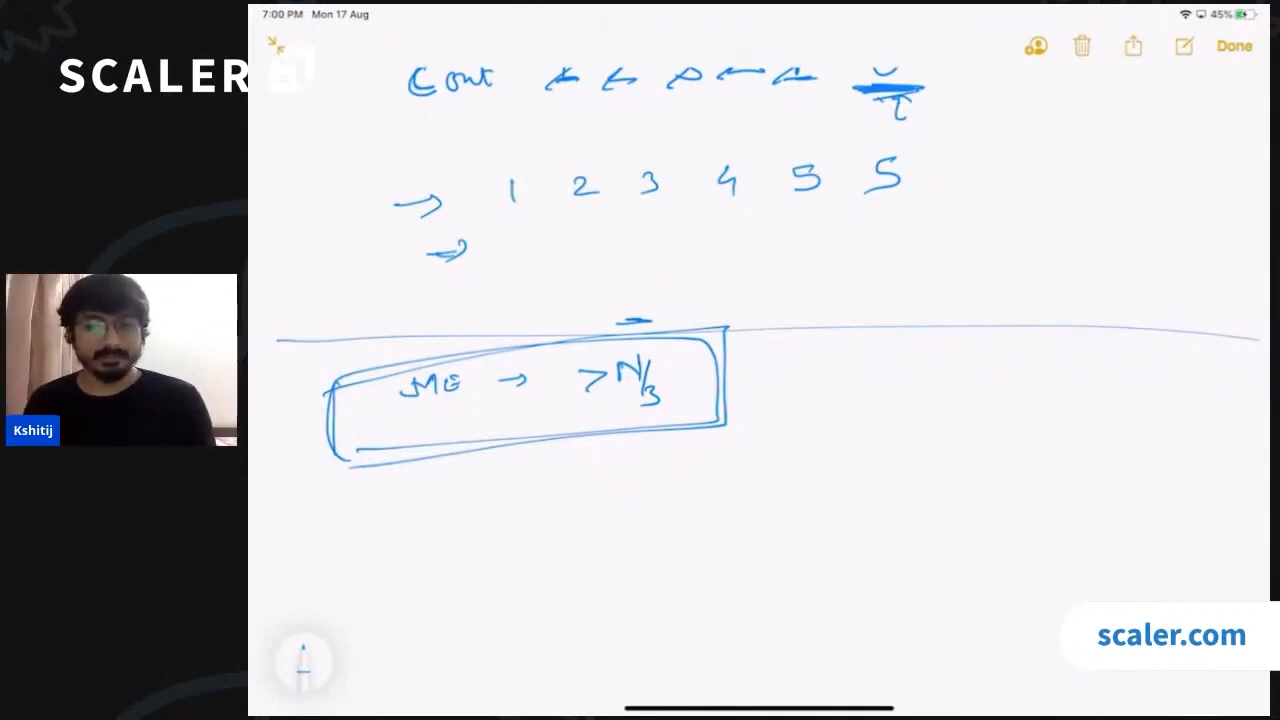 7:00 PM Mon 17 Aug
45%
SCALER
Done
1 2 3 4 5 5
ME → > N/3
Kshitij
scaler.com